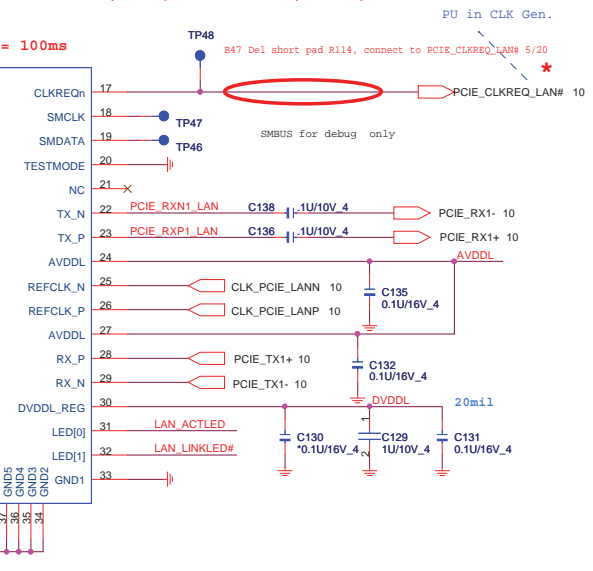 PU in CLK Gen.
= 100ms
TP48
B47 Del short pad R114, connect to PCIE_CLKREQ_LAN# 5/20
*
CLKREQn 17 PCIE_CLKREQ_LAN# 10
SMCLK 18 TP47
SMBUS for debug only
SMDATA 19 TP46
TESTMODE 20
NC 21
TX_N 22 PCIE_RXN1_LAN C138 .1U/10V_4 PCIE_RX1- 10
TX_P 23 PCIE_RXP1_LAN C136 .1U/10V_4 PCIE_RX1+ 10
AVDDL 24 AVDDL
REFCLK_N 25 CLK_PCIE_LANN 10
C135
0.1U/16V_4
REFCLK_P 26 CLK_PCIE_LANP 10
AVDDL 27
RX_P 28 PCIE_TX1+ 10
C132
0.1U/16V_4
RX_N 29 PCIE_TX1- 10
DVDDL_REG 30 DVDDL 20mil
LED[0] 31 LAN_ACTLED
1
C130
*0.1U/16V_4
C129
1U/10V_4
C131
0.1U/16V_4
2
LED[1] 32 LAN_LINKLED#
GND1 33
GND5
GND4
GND3
GND2
37
36
35
34